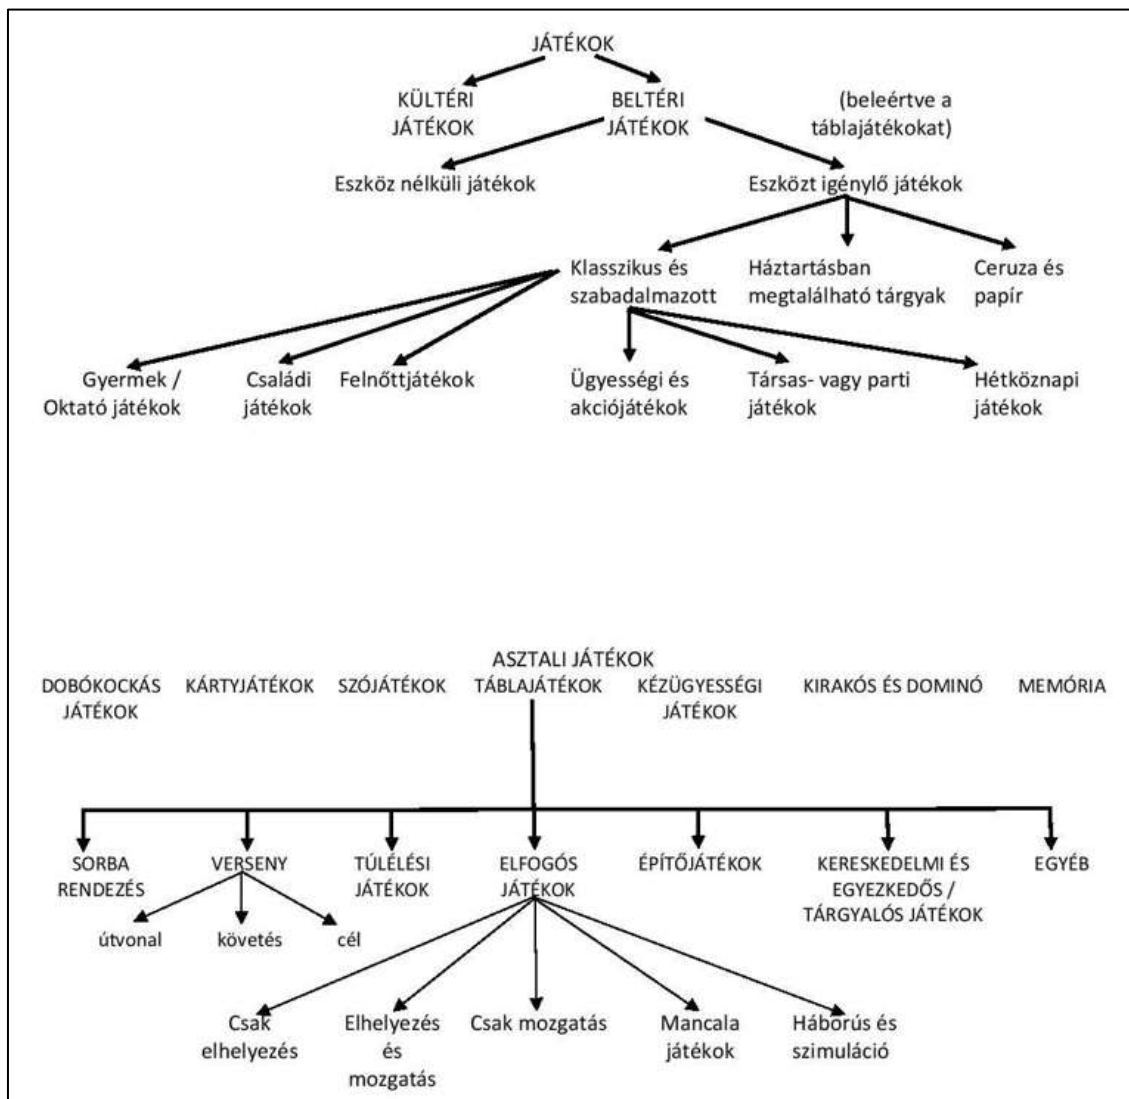 JÁTÉKOK
KÜLTÉRI
JÁTÉKOK
BELTÉRI
JÁTÉKOK
(beleértve a
táblajátékokat)
Eszköz nélküli játékok
Eszközt igénylő játékok
Klasszikus és
szabadalmazott
Háztartásban
megtalálható tárgyak
Ceruza és
papír
Gyermek /
Oktató játékok
Családi
játékok
Felnőttjátékok
Ügyességi és
akciójátékok
Társas- vagy parti
játékok
Hétköznapi
játékok
ASZTALI JÁTÉKOK
DOBÓKOCKÁS
JÁTÉKOK
KÁRTYJÁTÉKOK
SZÓJÁTÉKOK
TÁBLAJÁTÉKOK
KÉZÜGYESSÉGI
JÁTÉKOK
KIRAKÓS ÉS DOMINÓ
MEMÓRIA
SORBA
RENDEZÉS
VERSENY
TÚLÉLÉSI
JÁTÉKOK
ELFOGÓS
JÁTÉKOK
ÉPÍTŐJÁTÉKOK
KERESKEDELMI ÉS
EGYEZKEDŐS /
TÁRGYALÓS JÁTÉKOK
EGYÉB
útvonal
követés
cél
Csak
elhelyezés
Elhelyezés
és
mozgatás
Csak mozgatás
Mancala
játékok
Háborús és
szimuláció